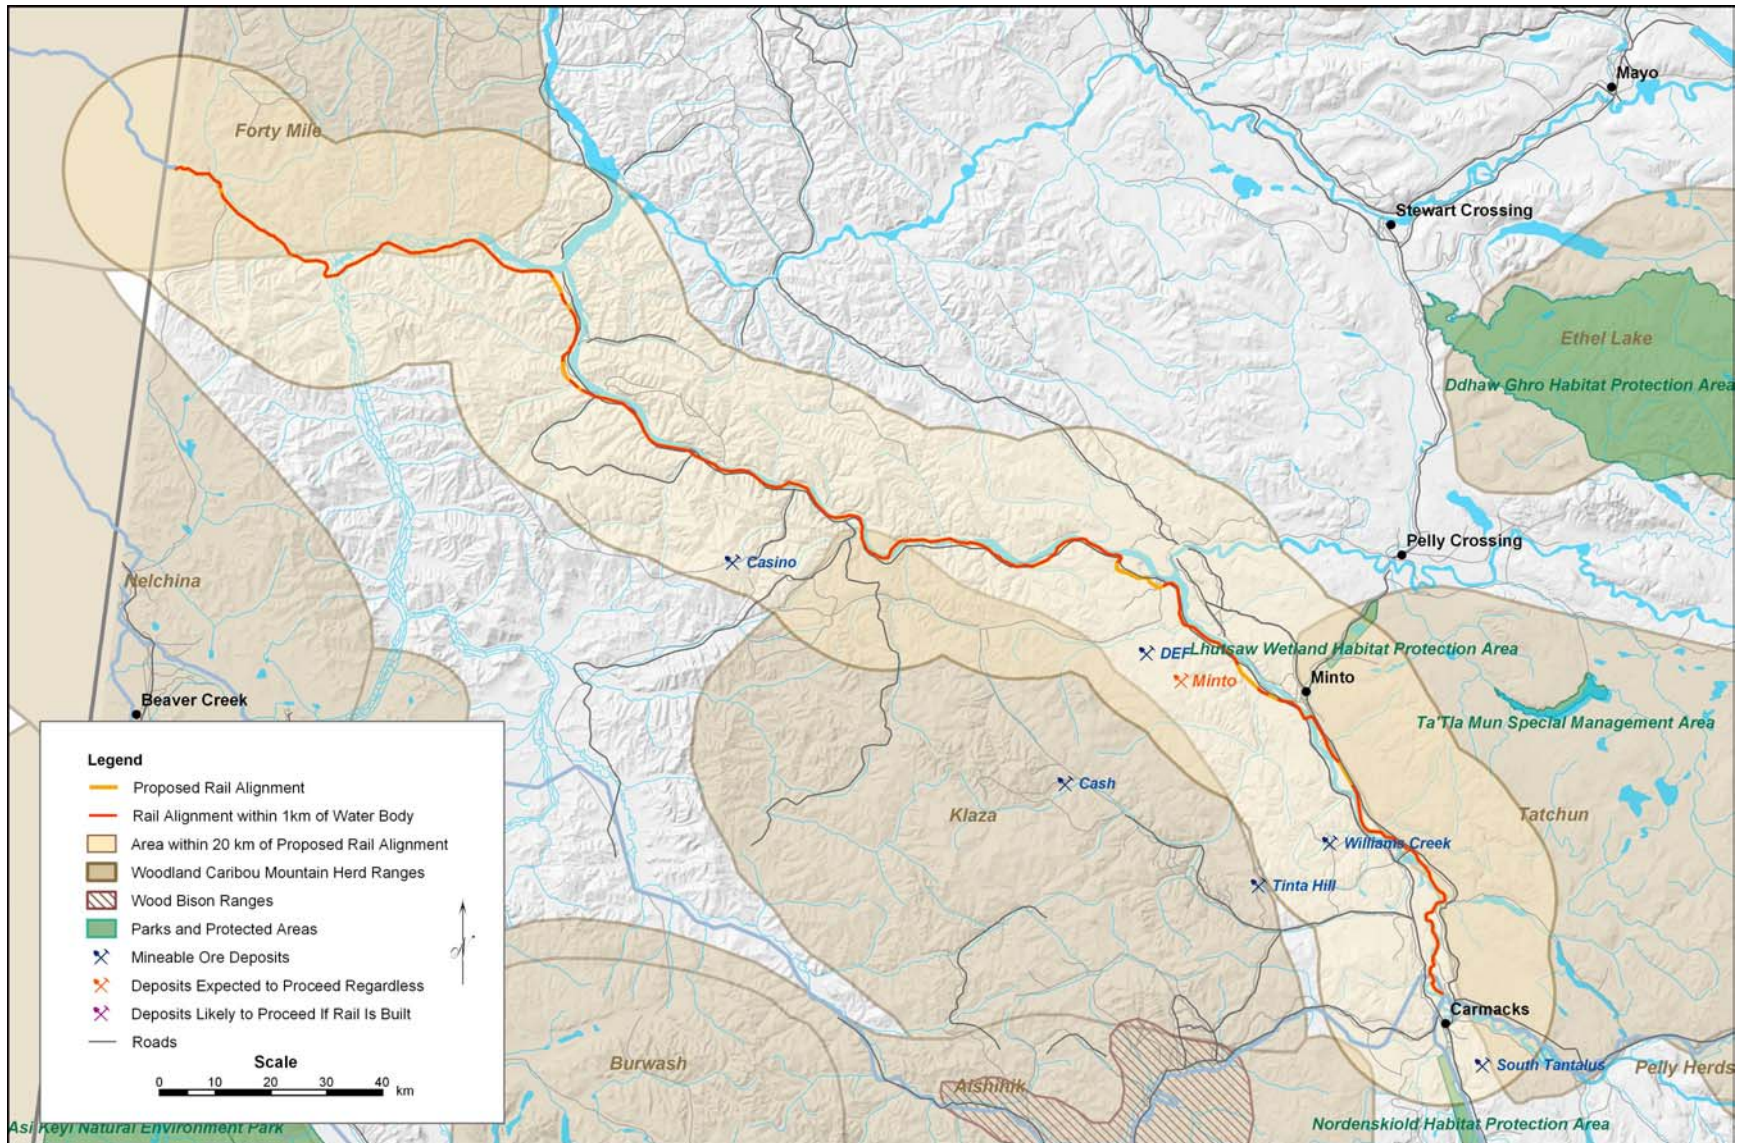 Mayo
Forty Mile
Stewart Crossing
Ethel Lake
Ddhaw Ghro Habitat Protection Area
Pelly Crossing
Casino
Nelchina
DEF
Lhutsaw Wetland Habitat Protection Area
Minto
Minto
Beaver Creek
Ta'Tla Mun Special Management Area
Cash
Klaza
Tatchun
Williams Creek
Tinta Hill
Carmacks
Burwash
South Tantalus
Pelly Herds
Aishihik
Nordenskiold Habitat Protection Area
Asi Keyi Natural Environment Park
Legend
Proposed Rail Alignment
Rail Alignment within 1km of Water Body
Area within 20 km of Proposed Rail Alignment
Woodland Caribou Mountain Herd Ranges
Wood Bison Ranges
Parks and Protected Areas
Mineable Ore Deposits
Deposits Expected to Proceed Regardless
Deposits Likely to Proceed If Rail Is Built
Roads
Scale
0 10 20 30 40 km